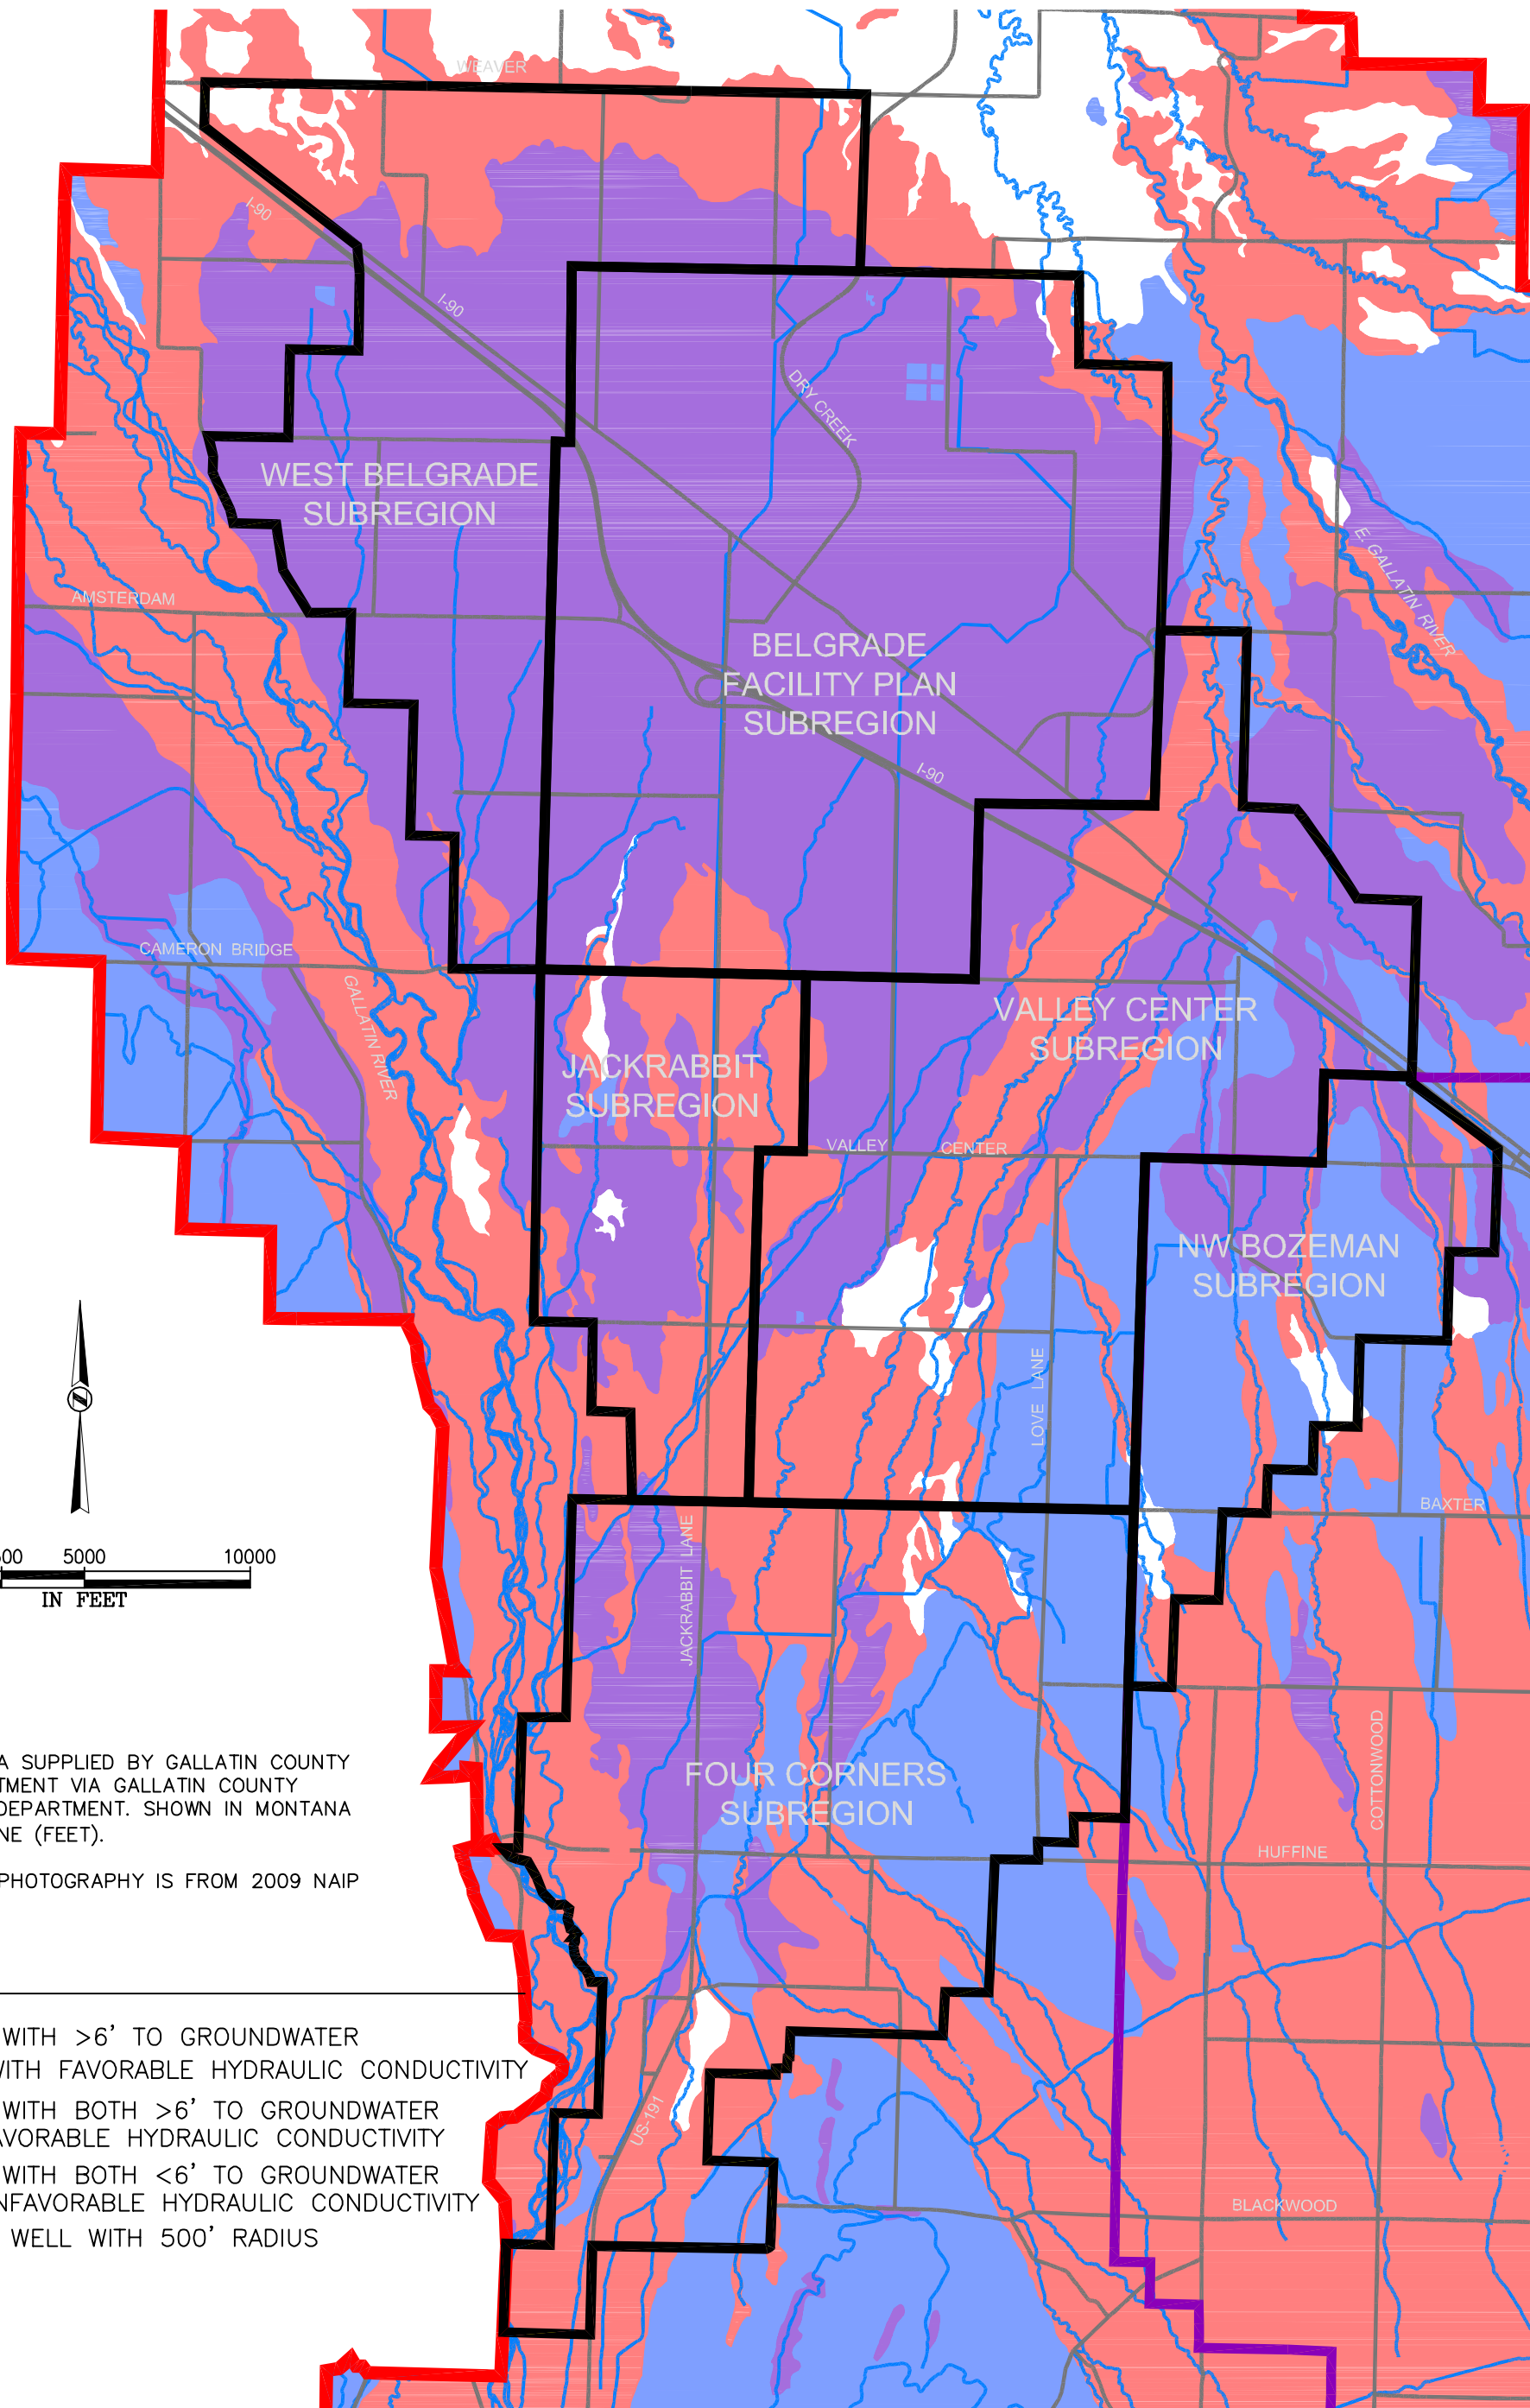 WEAVER
I-90
I-90
DRY CREEK
WEST BELGRADE
SUBREGION
E. GALLATIN RIVER
AMSTERDAM
BELGRADE
FACILITY PLAN
SUBREGION
I-90
CAMERON BRIDGE
GALLATIN RIVER
VALLEY CENTER
SUBREGION
JACKRABBIT
SUBREGION
VALLEY CENTER
NW BOZEMAN
SUBREGION
LOVE LANE
BAXTER
JACKRABBIT LANE
5000
10000
IN FEET
COTTONWOOD
FOUR CORNERS
SUBREGION
HUFFINE
A SUPPLIED BY GALLATIN COUNTY
TMENT VIA GALLATIN COUNTY
DEPARTMENT. SHOWN IN MONTANA
NE (FEET).
PHOTOGRAPHY IS FROM 2009 NAIP
US-191
BLACKWOOD
WITH >6' TO GROUNDWATER
WITH FAVORABLE HYDRAULIC CONDUCTIVITY
WITH BOTH >6' TO GROUNDWATER
AVORABLE HYDRAULIC CONDUCTIVITY
WITH BOTH <6' TO GROUNDWATER
NFAVORABLE HYDRAULIC CONDUCTIVITY
WELL WITH 500' RADIUS